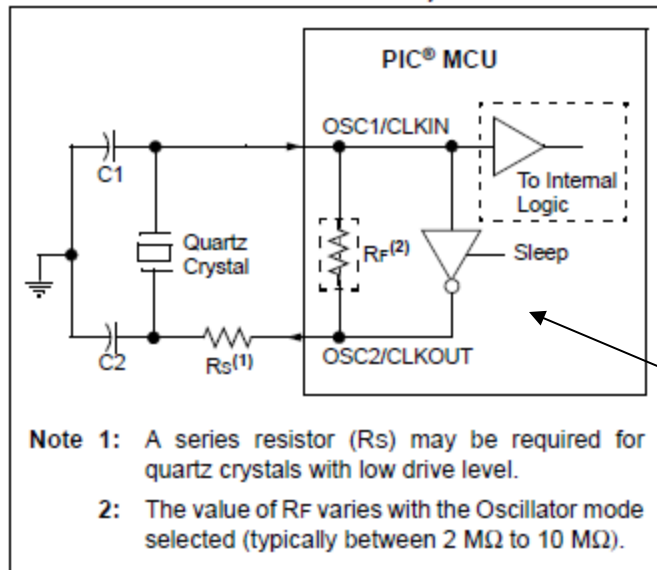 PIC® MCU
OSC1/CLKIN
C1
To Internal
Logic
Quartz
Crystal
RF(2)
Sleep
C2
RS(1)
OSC2/CLKOUT
Note 1: A series resistor (RS) may be required for
quartz crystals with low drive level.
2: The value of RF varies with the Oscillator mode
selected (typically between 2 MΩ to 10 MΩ).